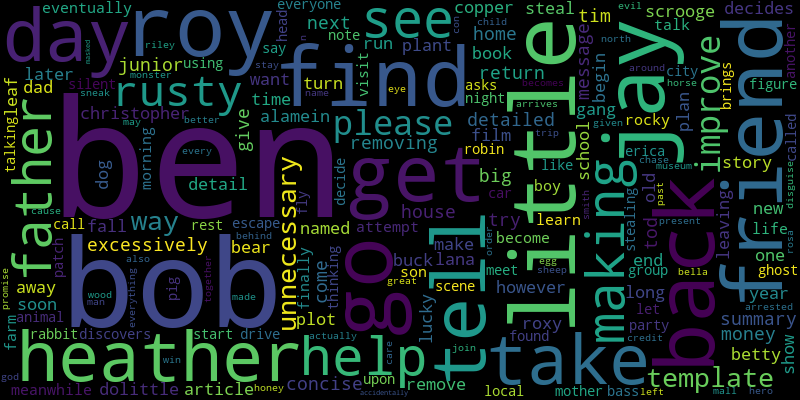 eventually
day
roy
find
see
copper
steal
tim
scrooge
everyone
head
next
note
run
plant
home
book
message
talk
decides
say
junior
using
later
dad
silent
sneak
monster
riley
masked
want
turn
visit
return
asks
night
begin
city
rocky
around
north
evil
child
con
stay
name
eye
becomes
arrives
rusty
time
give
alamein
please
detailed
film
gang
plan
improve
brings
another
figure
horse
talking
leaf
father
christopher
may
better
ben
removing
robin
school
erica
chase
museum
given
trip
story
called
disguise
morning
dog
detail
every
unnecessary
decide
get
big
like
boy
little
jay
friend
stealing
old
past
back
leaving
new
life
one
ghost
rosa
present
cause
call
fall
way
rest
escape
behind
fly
named
house
car
try
learn
become
smith
making
tom
end
group
long
let
party
credit
bella
patch
excessively
bear
finally
come
thinking
attempt
buck
make
lana
son
great
tell
order
meet
egg
sheep
however
scene
roxy
found
away
soon
also
everything
bob
pig
made
together
plot
lucky
go
year
summary
money
arrested
show
promise
farm
animal
rabbit
discovers
wood
man
start
drive
actually
heather
win
help
care
join
take
betty
template
god
meanwhile
dolittle
article
honey
concise
upon
accidentally
remove
local
mother
bass
left
mall
hero